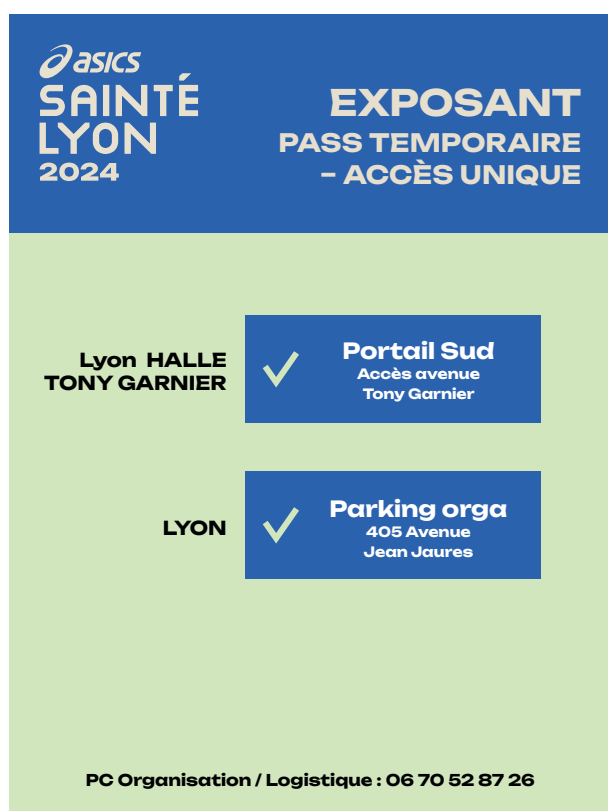 asics
SAINTÉ
LYON
2024
EXPOSANT
PASS TEMPORAIRE
– ACCÈS UNIQUE
Lyon HALLE
TONY GARNIER
Portail Sud
Accès avenue
Tony Garnier
LYON
Parking orga
405 Avenue
Jean Jaures
PC Organisation / Logistique : 06 70 52 87 26